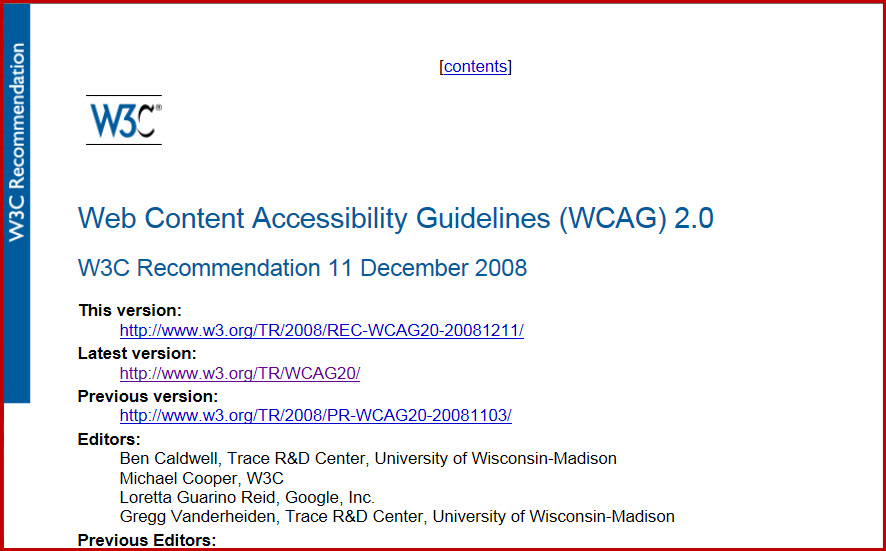 W3C Recommendation
[contents]
W3C®
Web Content Accessibility Guidelines (WCAG) 2.0
W3C Recommendation 11 December 2008
This version:
http://www.w3.org/TR/2008/REC-WCAG20-20081211/
Latest version:
http://www.w3.org/TR/WCAG20/
Previous version:
http://www.w3.org/TR/2008/PR-WCAG20-20081103/
Editors:
Ben Caldwell, Trace R&D Center, University of Wisconsin-Madison
Michael Cooper, W3C
Loretta Guarino Reid, Google, Inc.
Gregg Vanderheiden, Trace R&D Center, University of Wisconsin-Madison
Previous Editors: